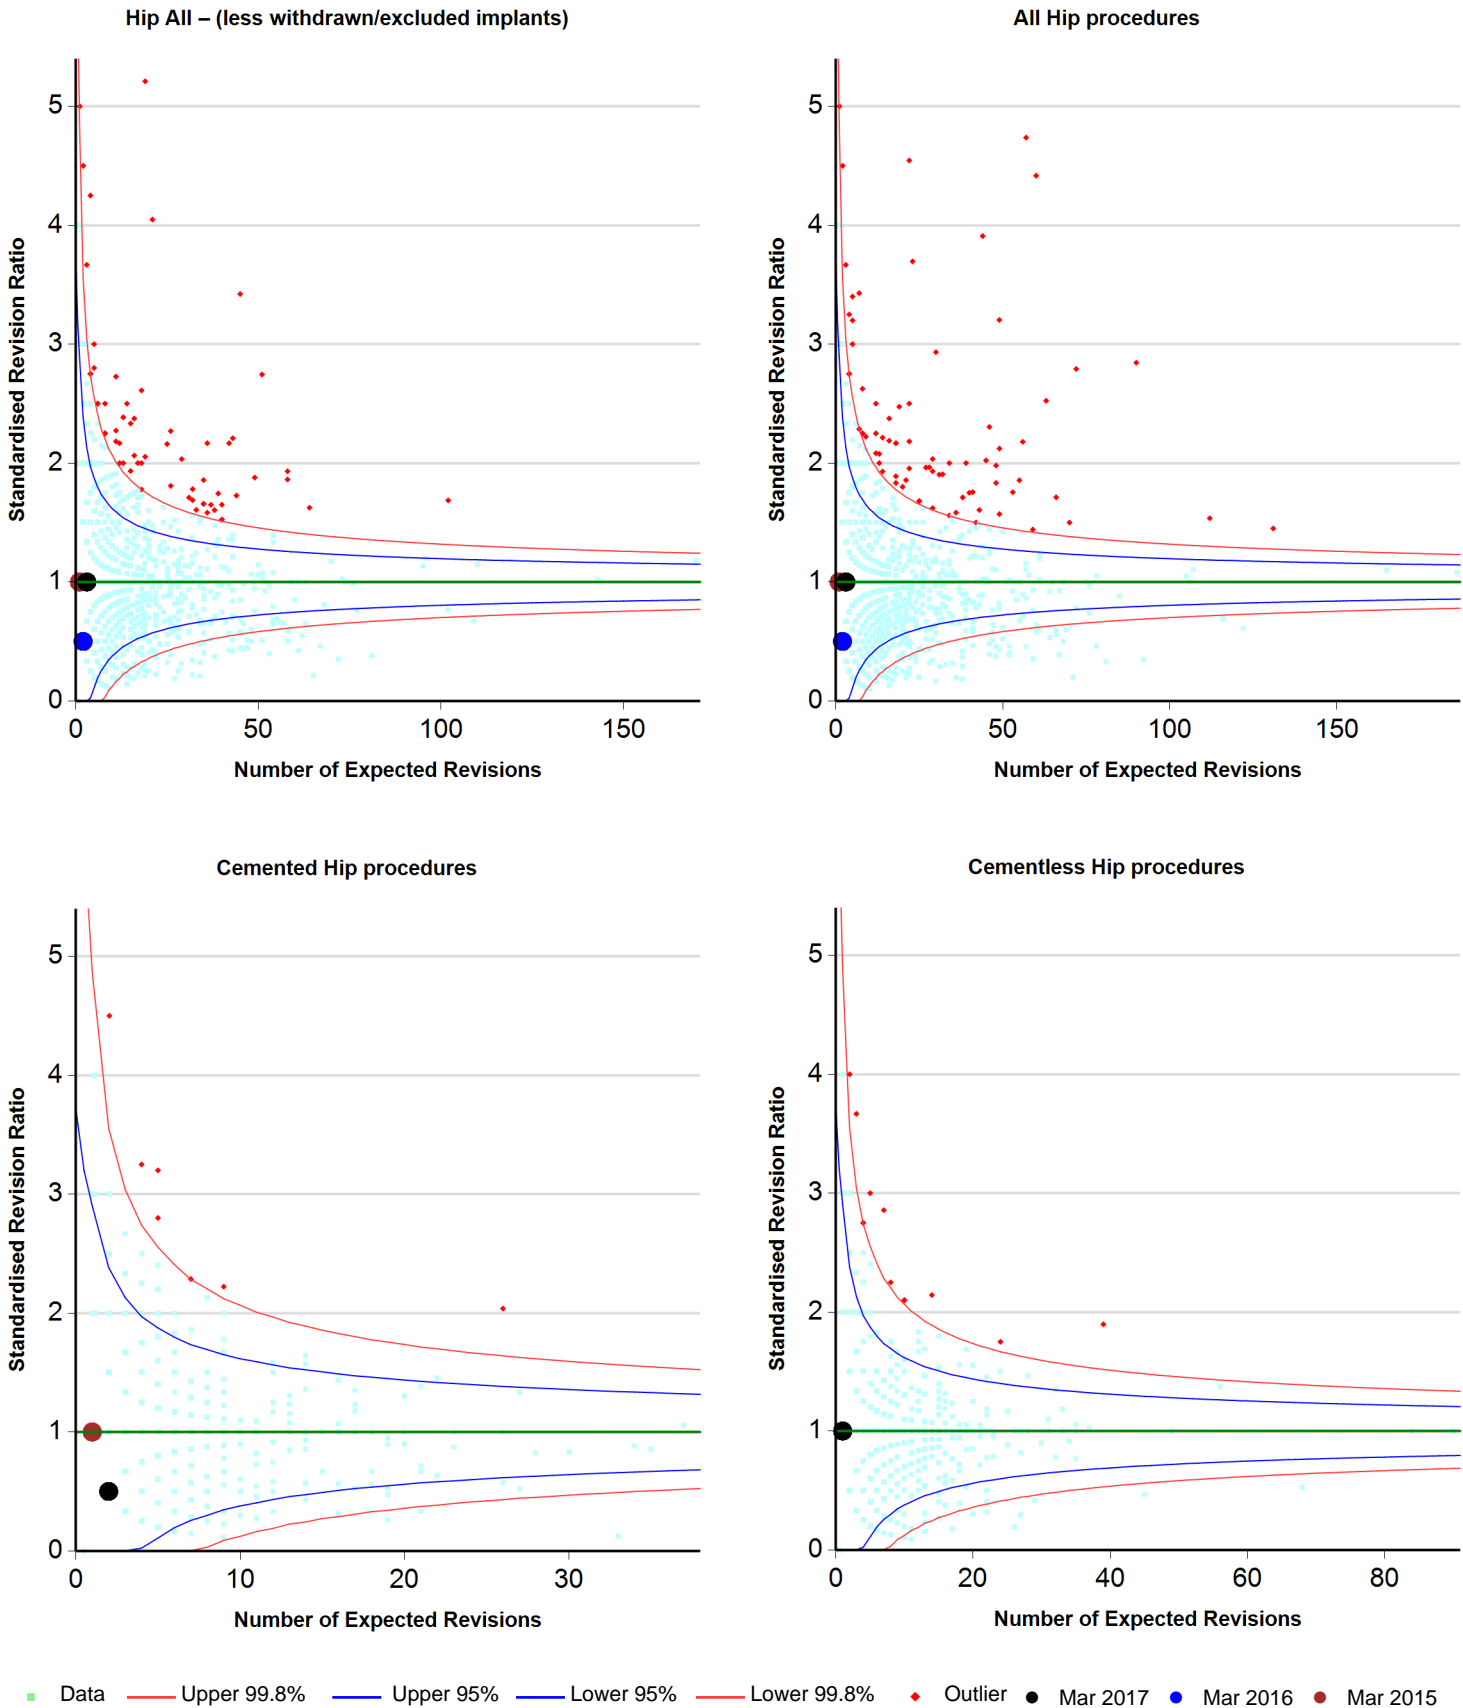 Hip All – (less withdrawn/excluded implants)
Standardised Revision Ratio
5
4
3
2
1
0
0 50 100 150
Number of Expected Revisions
All Hip procedures
Standardised Revision Ratio
5
4
3
2
1
0
0 50 100 150
Number of Expected Revisions
Cemented Hip procedures
Standardised Revision Ratio
5
4
3
2
1
0
0 10 20 30
Number of Expected Revisions
Cementless Hip procedures
Standardised Revision Ratio
5
4
3
2
1
0
0 20 40 60 80
Number of Expected Revisions
Data Upper 99.8% Upper 95% Lower 95% Lower 99.8% Outlier Mar 2017 Mar 2016 Mar 2015